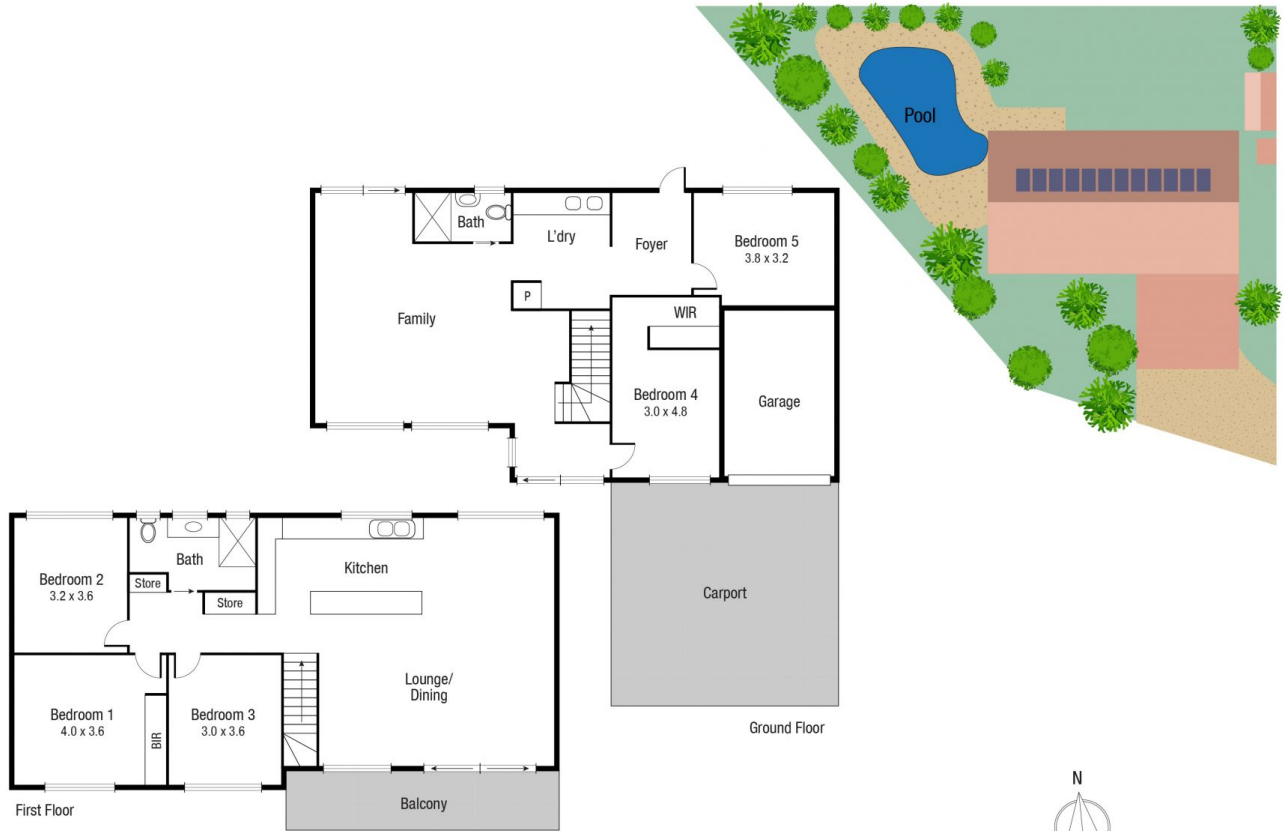 Pool
Bath
L'dry
Foyer
Bedroom 5
3.8 x 3.2
P
Family
WIR
Bedroom 4
3.0 x 4.8
Garage
Carport
Ground Floor
Bedroom 2
3.2 x 3.6
Bath
Store
Store
Kitchen
Lounge/
Dining
Bedroom 1
4.0 x 3.6
BIR
Bedroom 3
3.0 x 3.6
Balcony
First Floor
N